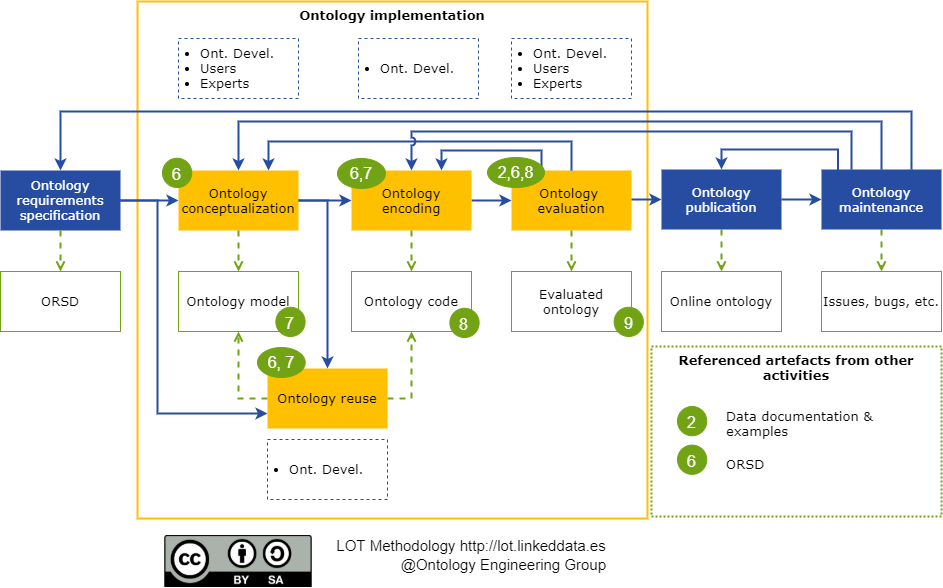 Ontology implementation
• Ont. Devel.
• Users
• Experts
• Ont. Devel.
• Ont. Devel.
• Users
• Experts
6
6,7
2,6,8
Ontology
requirements
specification
Ontology
conceptualization
Ontology
encoding
Ontology
evaluation
Ontology
publication
Ontology
maintenance
ORSD
Ontology model
7
Ontology code
8
Evaluated
ontology
9
Online ontology
Issues, bugs, etc.
6, 7
Ontology reuse
• Ont. Devel.
Referenced artefacts from other
activities
2
Data documentation &
examples
6
ORSD
cc
BY SA
LOT Methodology http://lot.linkeddata.es
@Ontology Engineering Group